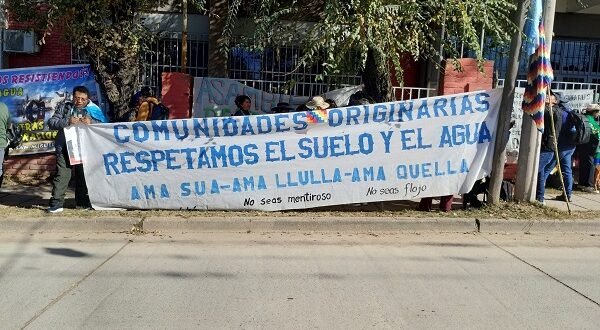 S RESISTIENDO
AGUA
ASA
COMUNIDADES ORIGINARIAS
RESPETAMOS EL SUELO Y EL AGUA
AMA SUA-AMA LLULLA-AMA QUELLA
No seas mentiroso No seas flojo